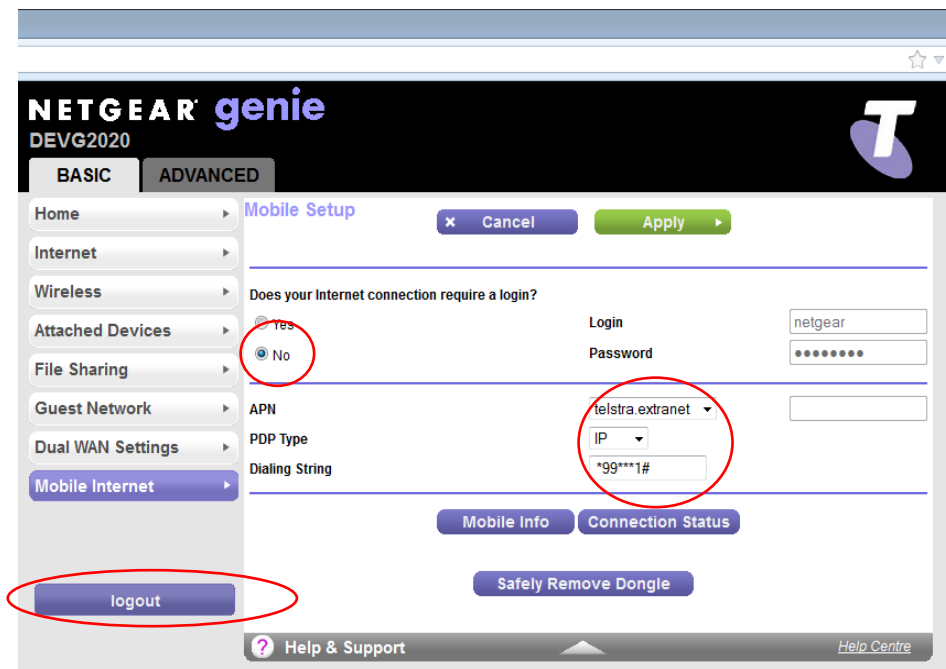 NETGEAR genie
DEVG2020
BASIC ADVANCED
Home
Internet
Wireless
Attached Devices
File Sharing
Guest Network
Dual WAN Settings
Mobile Internet
logout
Mobile Setup
× Cancel Apply
Does your Internet connection require a login?
Yes
No
Login netgear
Password ••••••••
APN telstra.extranet
PDP Type IP
Dialing String *99***1#
Mobile Info Connection Status
Safely Remove Dongle
? Help & Support Help Centre